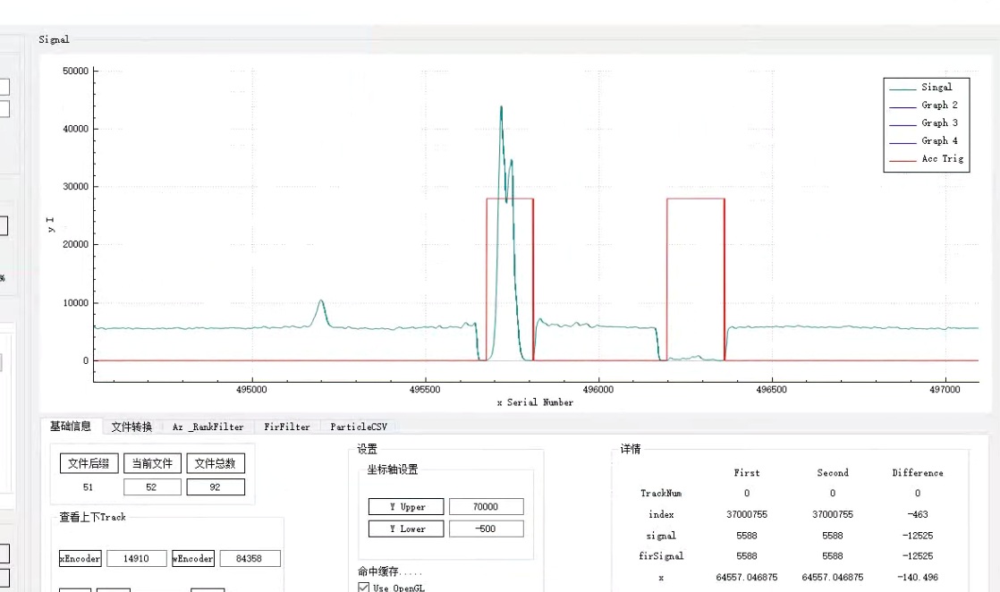 Signal
50000
40000
30000
20000
10000
0
y I
495000 495500 496000 496500 497000
x Serial Number
Singal
Graph 2
Graph 3
Graph 4
Acc Trig
%
基础信息 文件转换 Az _RankFilter FirFilter ParticleCSV
文件后缀 当前文件 文件总数
51 52 92
查看上下Track
xEncoder 14910 wEncoder 84358
设置
坐标轴设置
Y Upper 70000
Y Lower -500
命中缓存.....
Use OpenGL
详情
First Second Difference
TrackNum 0 0 0
index 37000755 37000755 -463
signal 5588 5588 -12525
firSignal 5588 5588 -12525
x 64557.046875 64557.046875 -140.496